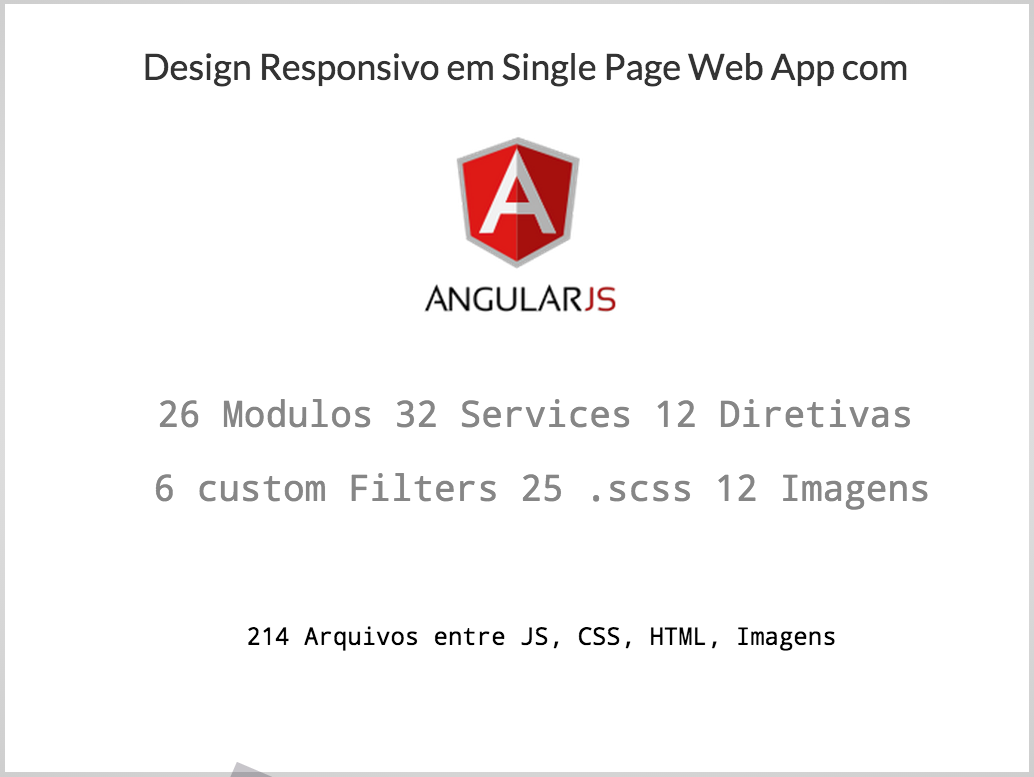 Design Responsivo em Single Page Web App com
A
ANGULARJS
26 Modulos 32 Services 12 Diretivas
6 custom Filters 25 .scss 12 Imagens
214 Arquivos entre JS, CSS, HTML, Imagens